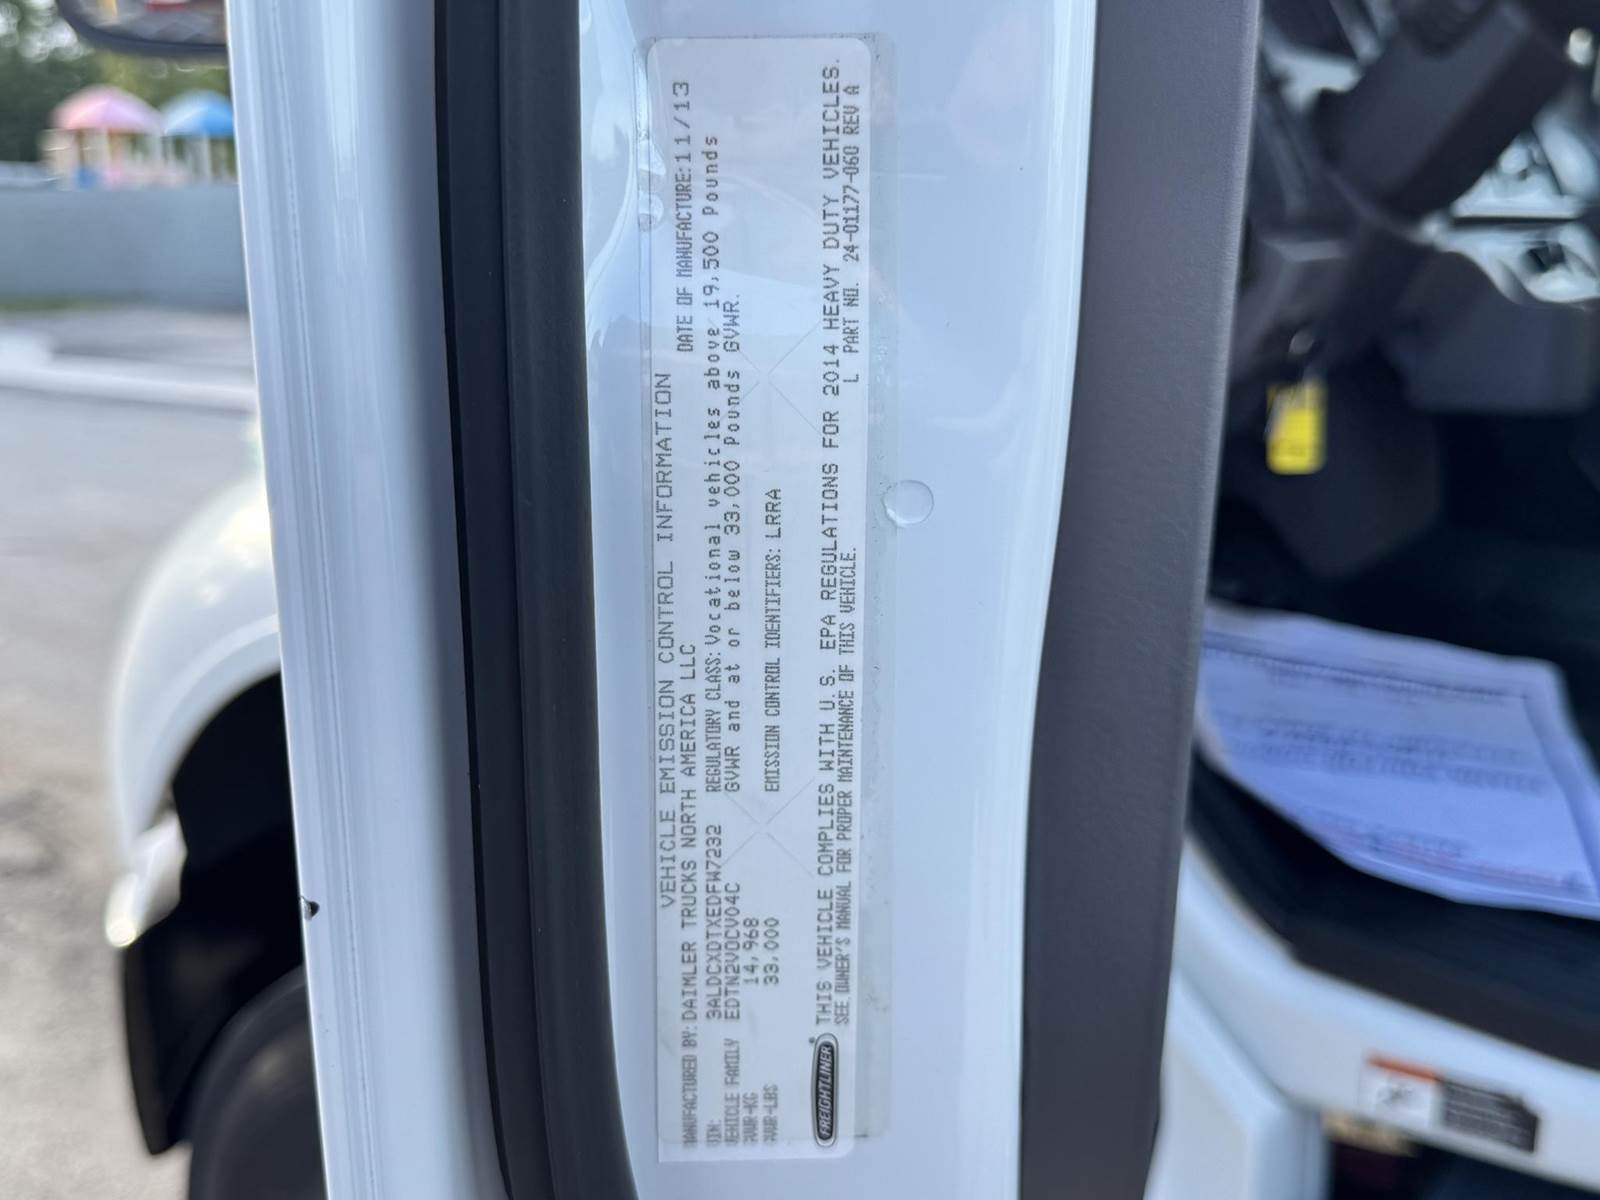 VEHICLE EMISSION CONTROL INFORMATION
MANUFACTURED BY: DAIMLER TRUCKS NORTH AMERICA LLC DATE OF MANUFACTURE: 11/13
VIN: 3ALDCXDTXEDFW7232 REGULATORY CLASS: Vocational vehicles above 19,500 Pounds
VEHICLE FAMILY EDTN2VOCV04C GVWR and at or below 33,000 Pounds GVWR.
GVWR-KG 14,968
GVWR-LBS 33,000 EMISSION CONTROL IDENTIFIERS: LRRA
FREIGHTLINER
THIS VEHICLE COMPLIES WITH U.S. EPA REGULATIONS FOR 2014 HEAVY DUTY VEHICLES.
SEE OWNER'S MANUAL FOR PROPER MAINTENANCE OF THIS VEHICLE. L PART NO. 24-01177-060 REV A